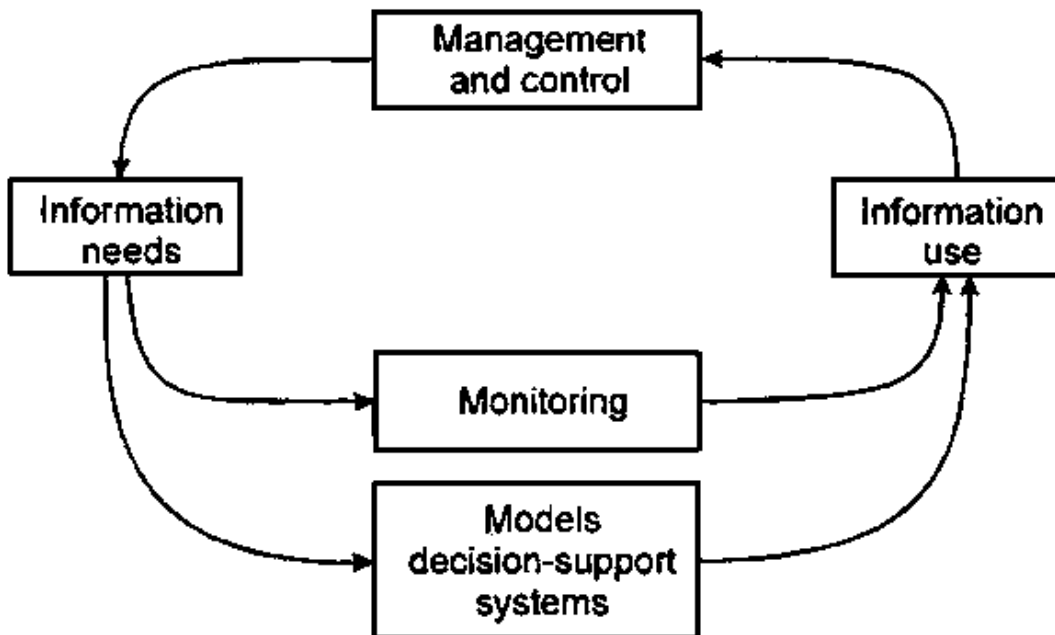 Management
and control
Information
needs
Information
use
Monitoring
Models
decision-support
systems